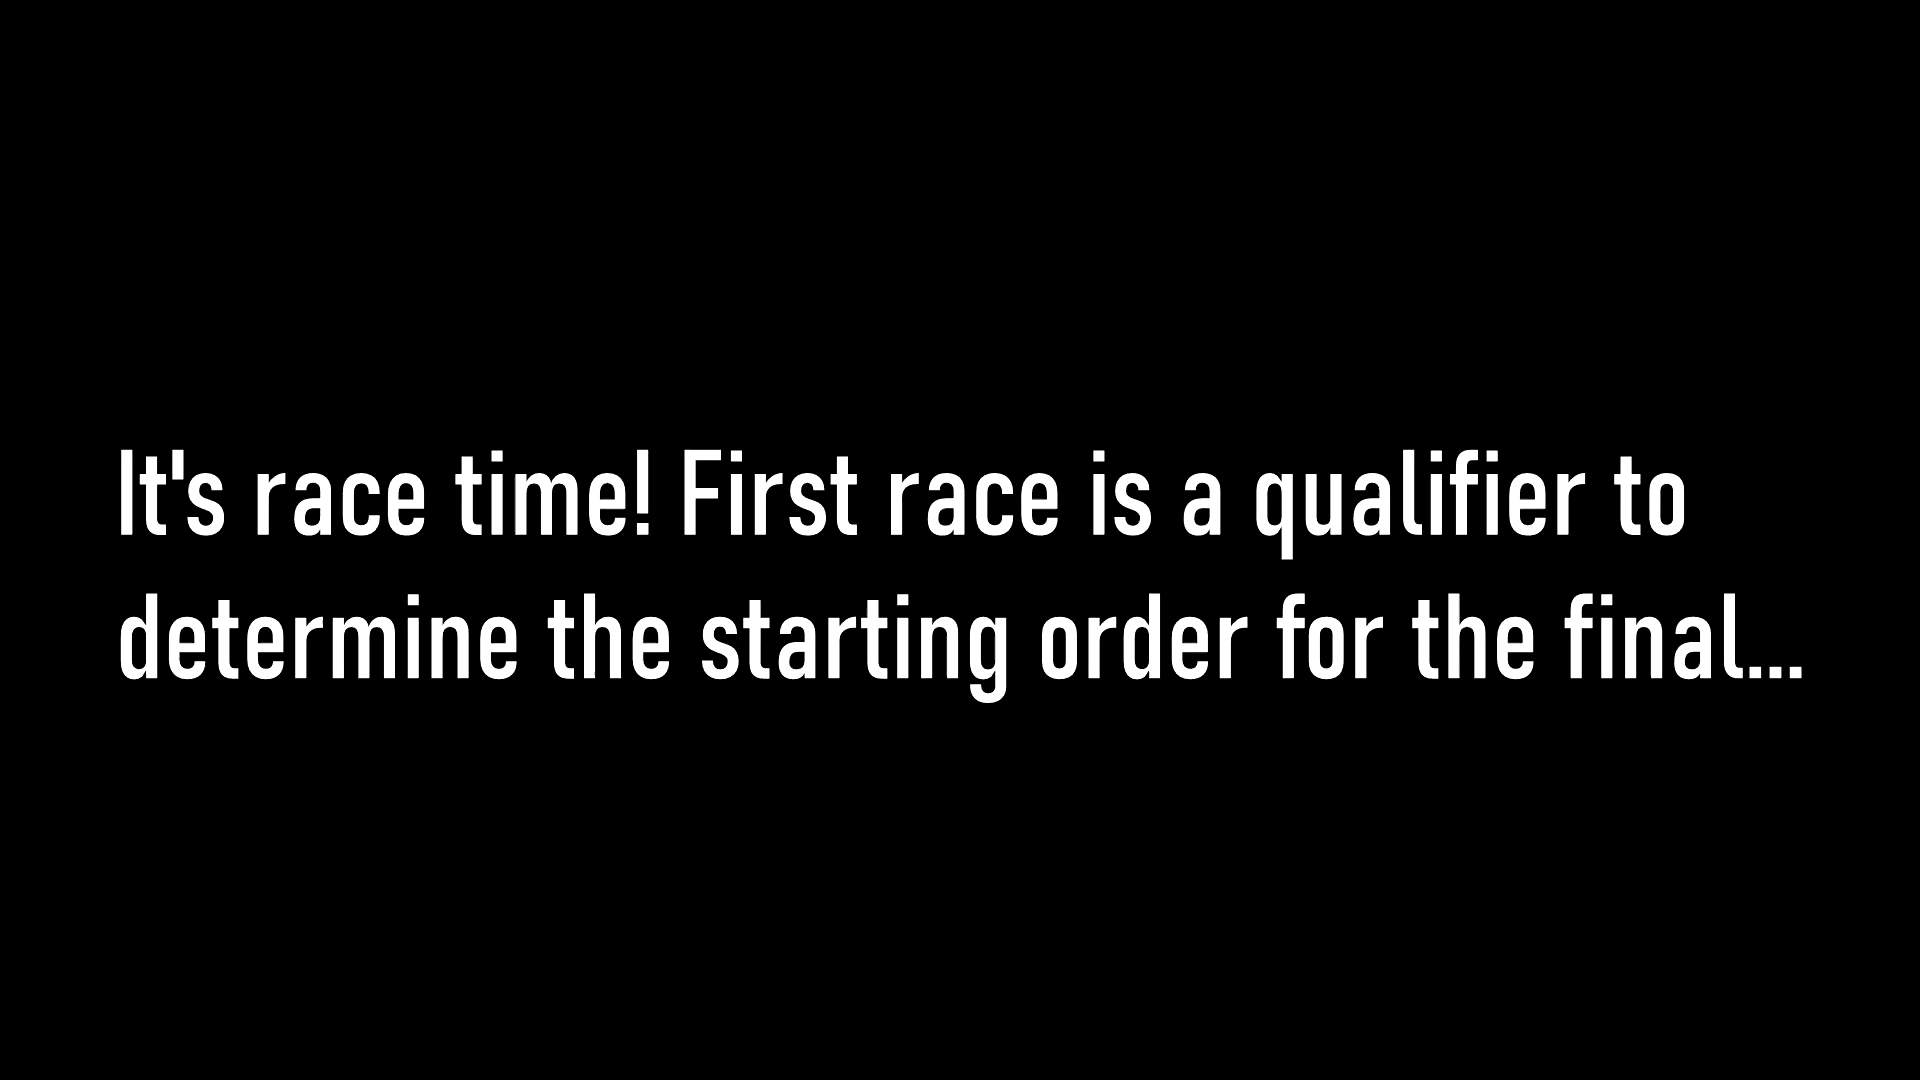 It's race time! First race is a qualifier to
determine the starting order for the final...